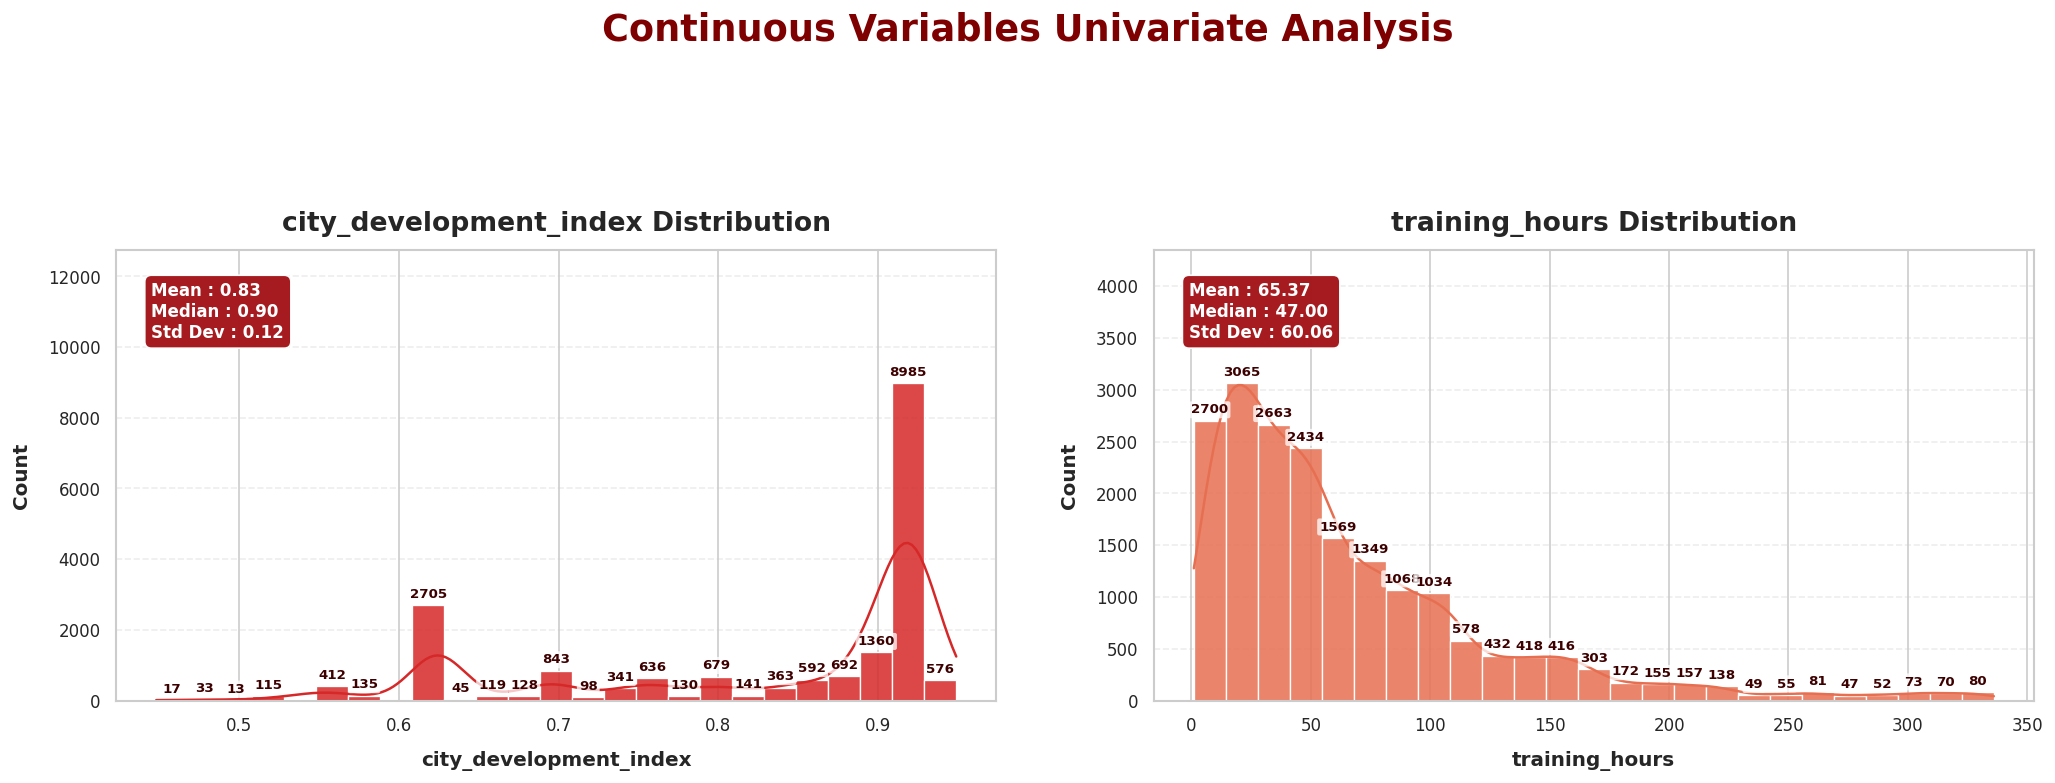 Continuous Variables Univariate Analysis
city_development_index Distribution
Mean : 0.83
Median : 0.90
Std Dev : 0.12
12000
10000
8000
6000
4000
2000
0
Count
17 33 13 115 412 135 2705 45 119 128 843 98 341 636 130 679 141 363 592 692 1360 8985 576
0.5 0.6 0.7 0.8 0.9
city_development_index
training_hours Distribution
Mean : 65.37
Median : 47.00
Std Dev : 60.06
4000
3500
3000
2500
2000
1500
1000
500
0
Count
2700 3065 2663 2434 1569 1349 1068 1034 578 432 418 416 303 172 155 157 138 49 55 81 47 52 73 70 80
0 50 100 150 200 250 300 350
training_hours